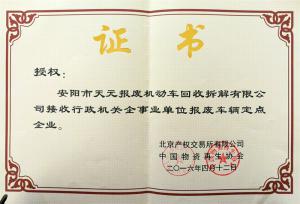 证书
授权：
安阳市天元报废机动车回收拆解有限公
司接收行政机关全事业单位报废车辆定点
企业。
北京产权交易所有限公司
中国物资再生协会
二〇一六年四月十二日